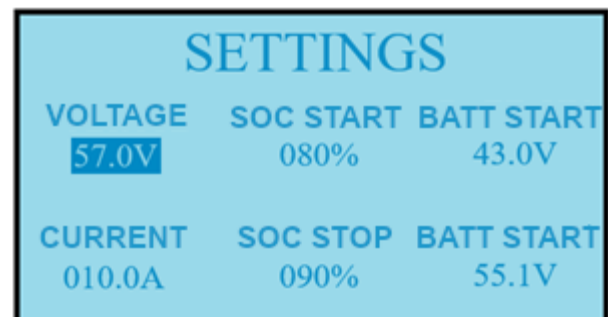 SETTINGS
VOLTAGE SOC START BATT START
57.0V 080% 43.0V
CURRENT SOC STOP BATT START
010.0A 090% 55.1V